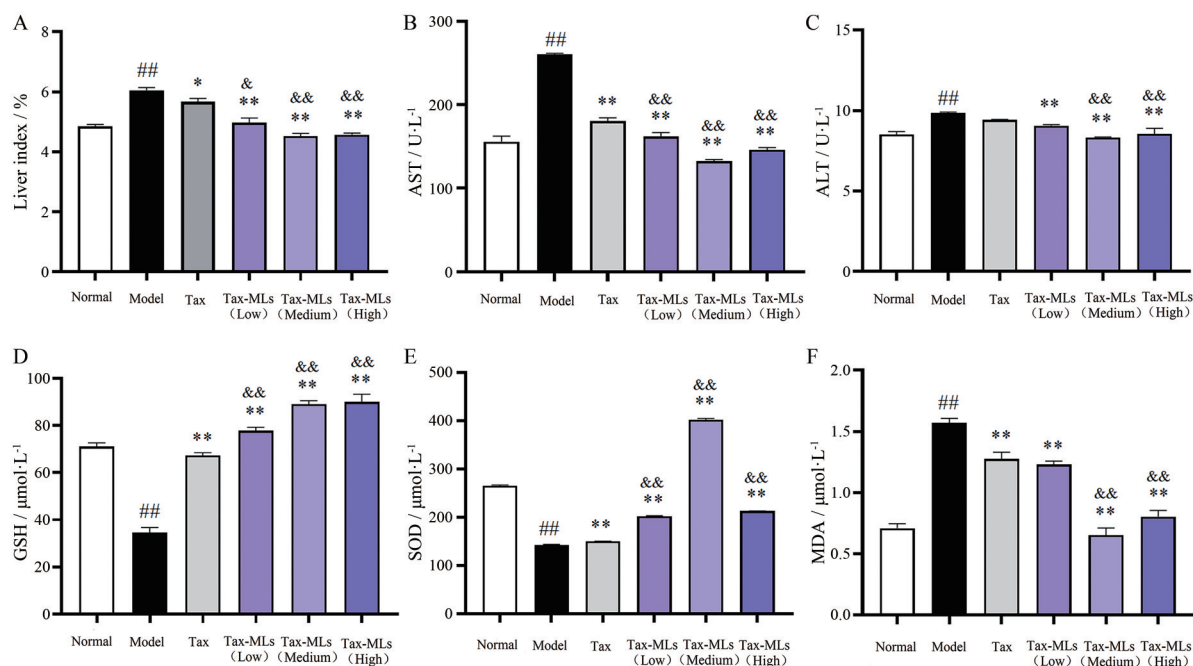 A
Liver index / %
8
6
4
2
0
##
*
&
**
&&
**
&&
**
Normal
Model
Tax
Tax-MLs
（Low）
Tax-MLs
（Medium）
Tax-MLs
（High）
B
AST / U·L⁻¹
300
200
100
0
##
**
&&
**
&&
**
&&
**
Normal
Model
Tax
Tax-MLs
（Low）
Tax-MLs
（Medium）
Tax-MLs
（High）
C
ALT / U·L⁻¹
15
10
5
0
##
**
&&
**
&&
**
Normal
Model
Tax
Tax-MLs
（Low）
Tax-MLs
（Medium）
Tax-MLs
（High）
D
GSH / μmol·L⁻¹
100
80
60
40
20
0
##
**
&&
**
&&
**
&&
**
Normal
Model
Tax
Tax-MLs
（Low）
Tax-MLs
（Medium）
Tax-MLs
（High）
E
SOD / μmol·L⁻¹
500
400
300
200
100
0
##
**
&&
**
&&
**
&&
**
Normal
Model
Tax
Tax-MLs
（Low）
Tax-MLs
（Medium）
Tax-MLs
（High）
F
MDA / μmol·L⁻¹
2.0
1.5
1.0
0.5
0.0
##
**
**
&&
**
&&
**
Normal
Model
Tax
Tax-MLs
（Low）
Tax-MLs
（Medium）
Tax-MLs
（High）